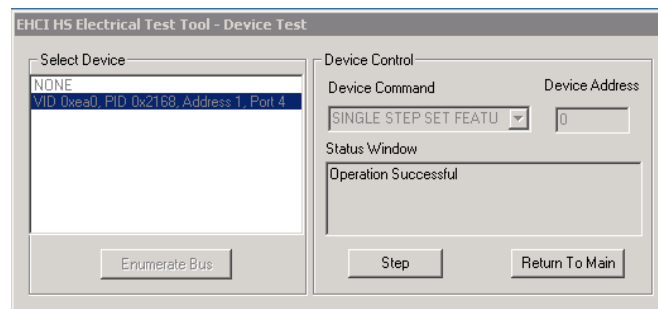 EHCI HS Electrical Test Tool - Device Test
Select Device
NONE
VID 0xea0, PID 0x2168, Address 1, Port 4
Enumerate Bus
Device Control
Device Command
Device Address
SINGLE STEP SET FEATU
0
Status Window
Operation Successful
Step
Return To Main